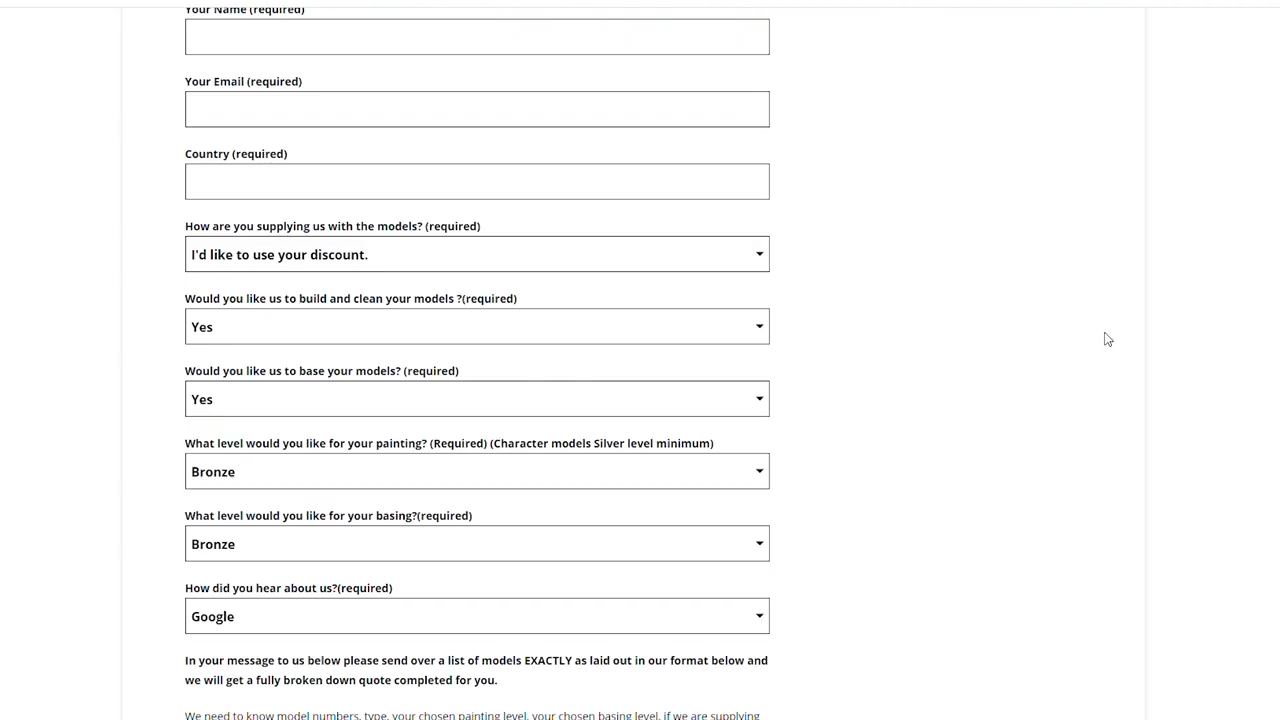 Your Name (required)
Your Email (required)
Country (required)
How are you supplying us with the models? (required)
I'd like to use your discount.
Would you like us to build and clean your models ?(required)
Yes
Would you like us to base your models? (required)
Yes
What level would you like for your painting? (Required) (Character models Silver level minimum)
Bronze
What level would you like for your basing?(required)
Bronze
How did you hear about us?(required)
Google
In your message to us below please send over a list of models EXACTLY as laid out in our format below and
we will get a fully broken down quote completed for you.
We need to know model numbers, type, your chosen painting level, your chosen basing level, if we are supplying